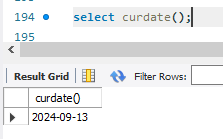 194 select curdate();
195
Result Grid Filter Rows:
curdate()
2024-09-13